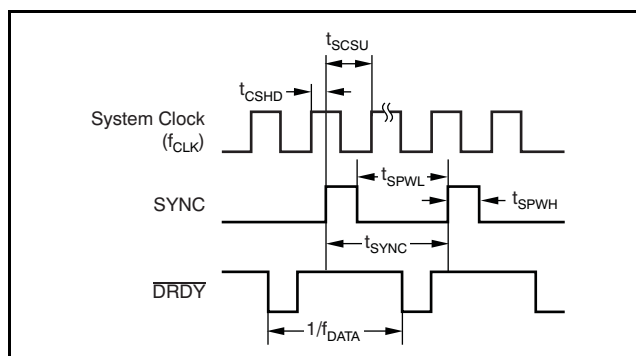 tSCSU
tCSHD
System Clock
(fCLK)
tSPWL
SYNC
tSPWH
tSYNC
DRDY
1/fDATA